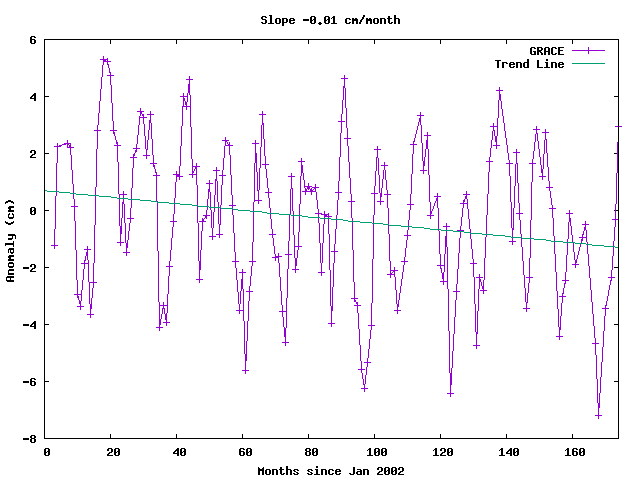 Slope -0.01 cm/month
GRACE
Trend Line
6
4
2
0
-2
-4
-6
-8
Anomaly (cm)
0 20 40 60 80 100 120 140 160
Months since Jan 2002